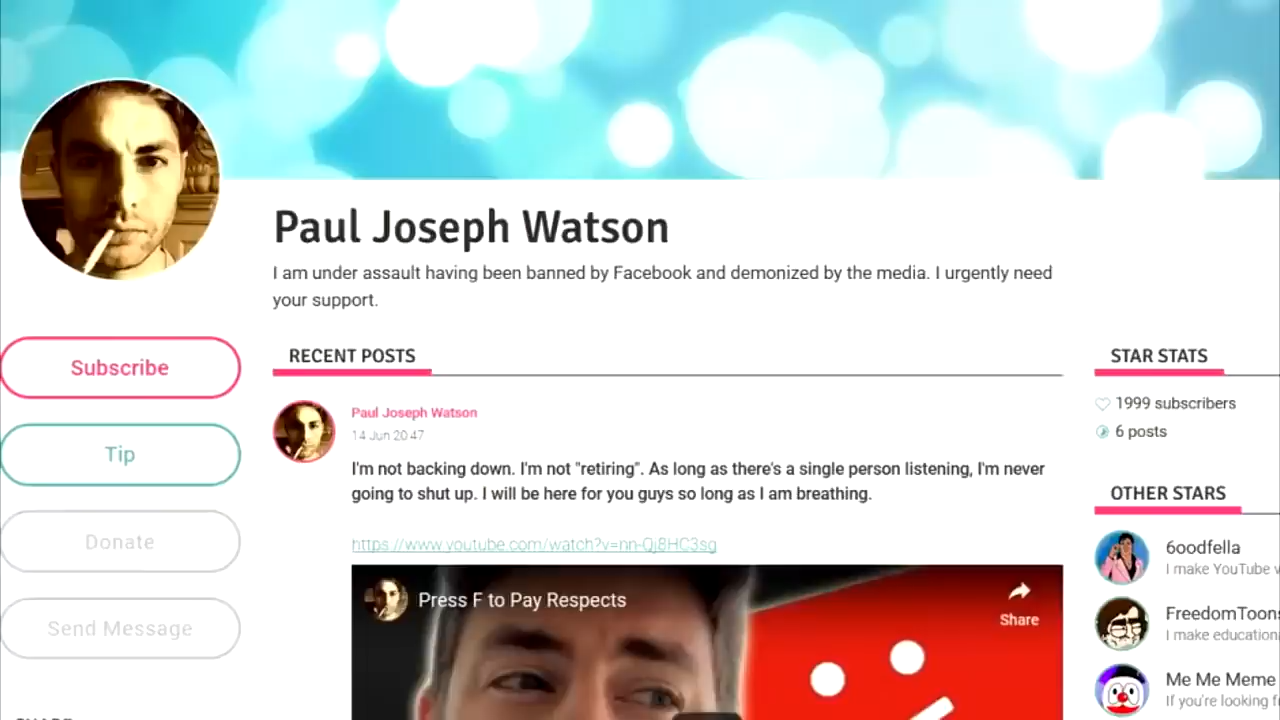 Paul Joseph Watson
I am under assault having been banned by Facebook and demonized by the media. I urgently need
your support.
Subscribe
Tip
Donate
Send Message
RECENT POSTS
Paul Joseph Watson
14 Jun 20:47
I'm not backing down. I'm not "retiring". As long as there's a single person listening, I'm never
going to shut up. I will be here for you guys so long as I am breathing.
https://www.youtube.com/watch?v=nn-Qj8HC3sg
Press F to Pay Respects
Share
STAR STATS
1999 subscribers
6 posts
OTHER STARS
6oodfella
I make YouTube v
FreedomToons
I make educationa
Me Me Meme
If you're looking f